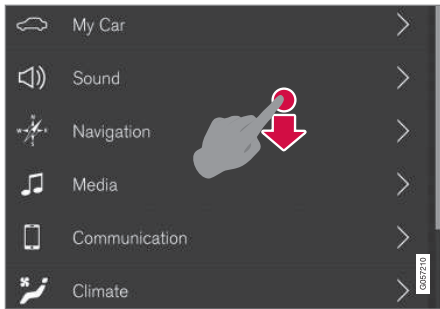 My Car
Sound
Navigation
Media
Communication
Climate
G057210